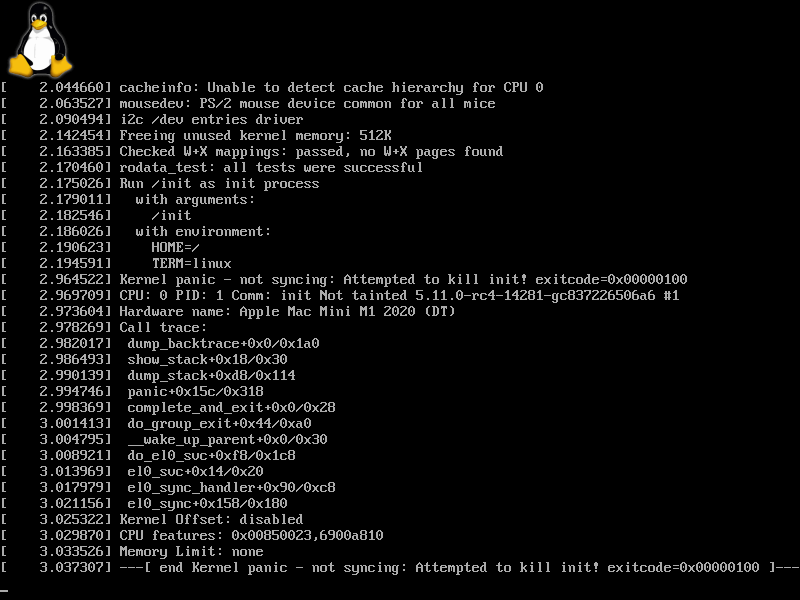 [    2.044660] cacheinfo: Unable to detect cache hierarchy for CPU 0
[    2.063527] mousedev: PS/2 mouse device common for all mice
[    2.090494] i2c /dev entries driver
[    2.142454] Freeing unused kernel memory: 512K
[    2.163385] Checked W+X mappings: passed, no W+X pages found
[    2.170460] rodata_test: all tests were successful
[    2.175026] Run /init as init process
[    2.179011]   with arguments:
[    2.182546]     /init
[    2.186026]   with environment:
[    2.190623]     HOME=/
[    2.194591]     TERM=linux
[    2.964522] Kernel panic - not syncing: Attempted to kill init! exitcode=0x00000100
[    2.969709] CPU: 0 PID: 1 Comm: init Not tainted 5.11.0-rc4-14281-gc837226506a6 #1
[    2.973604] Hardware name: Apple Mac Mini M1 2020 (DT)
[    2.978269] Call trace:
[    2.982017]  dump_backtrace+0x0/0x1a0
[    2.986493]  show_stack+0x18/0x30
[    2.990139]  dump_stack+0xd8/0x114
[    2.994746]  panic+0x15c/0x318
[    2.998369]  complete_and_exit+0x0/0x28
[    3.001413]  do_group_exit+0x44/0xa0
[    3.004795]  __wake_up_parent+0x0/0x30
[    3.008921]  do_el0_svc+0xf8/0x1c8
[    3.013969]  el0_svc+0x14/0x20
[    3.017979]  el0_sync_handler+0x90/0xc8
[    3.021156]  el0_sync+0x158/0x180
[    3.025322] Kernel Offset: disabled
[    3.029870] CPU features: 0x00850023,6900a810
[    3.033526] Memory Limit: none
[    3.037307] ---[ end Kernel panic - not syncing: Attempted to kill init! exitcode=0x00000100 ]---